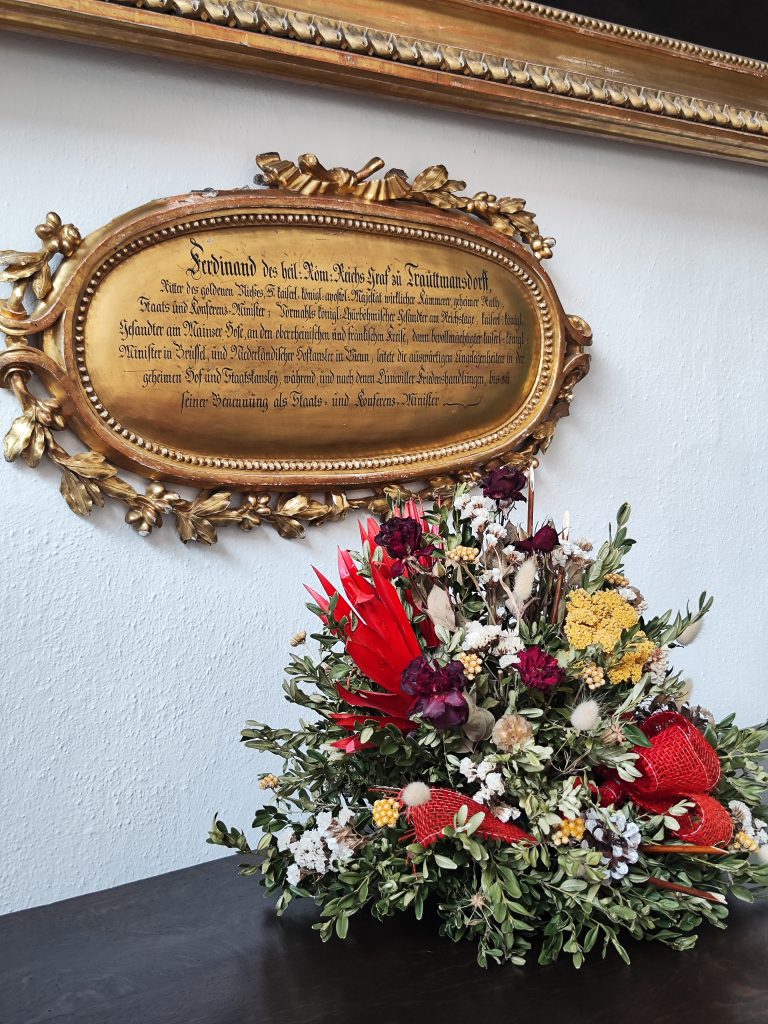 Ferdinand des heil: Röm: Reichs Graf zu Trauttmansdorff,
Ritter des goldenen Vließes, Sr kaiserl. königl. apostol. Majestät wirklicher Kämmerer, geheimer Rath,
Staats und Konferenz-Minister. Vormahls königl. Churböhmischer Gesandter am Reichstage, kaiserl. königl.
Gesandter am Mainzer Hofe, an den oberrheinischen und fränkischen Kreise, dann bevollmächtigter kaiserl. königl.
Minister in Brüssel, und Niederländischer Hofkanzler in Wienn, leitete die auswärtigen Angelegenheiten in der
geheimen Hof und Staatskanzley, während, und nach denen Lüneviller Friedenshandlungen, bis zu
seiner Benennung als Staats- und Konferenz-Minister